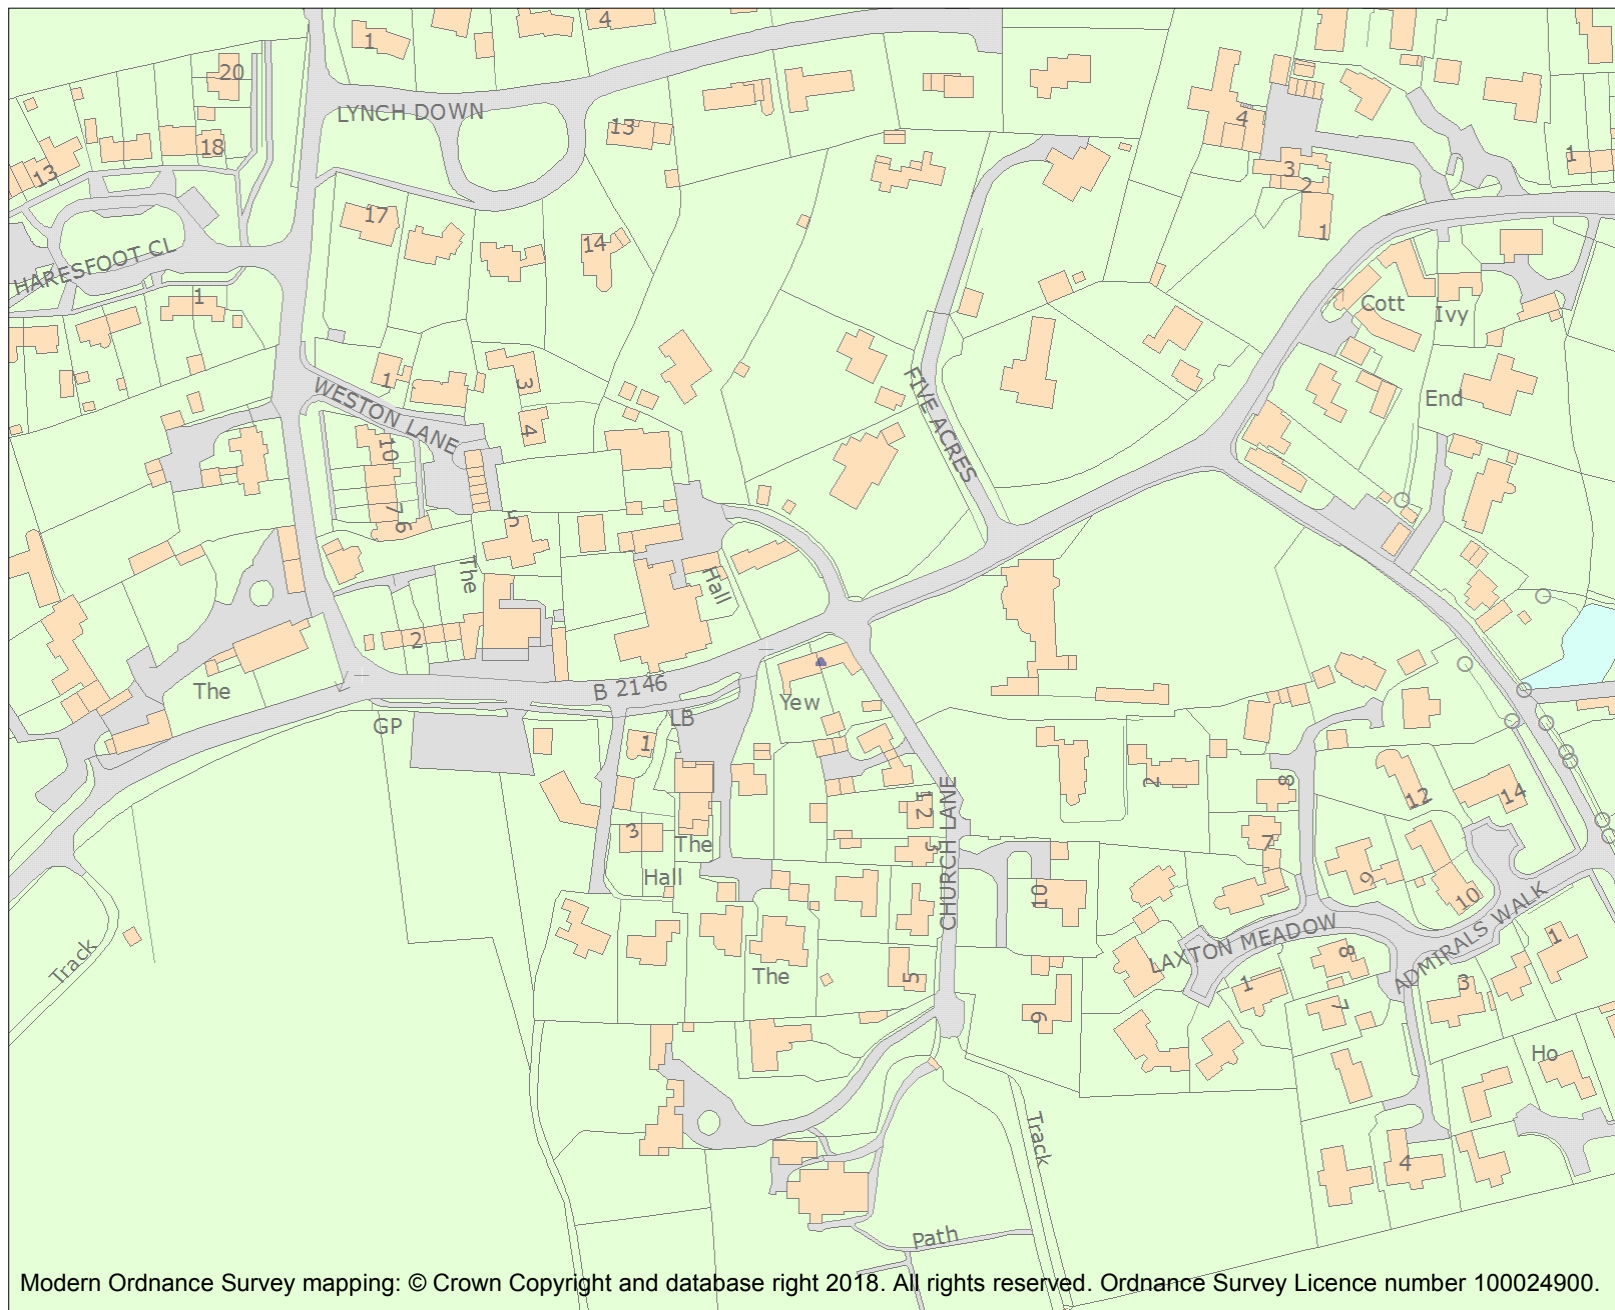 1
4
20
LYNCH DOWN
13
4
18
13
3
2
1
1
17
14
HARESFOOT CL
1
Cott
Ivy
1
3
WESTON LANE
4
FIVE ACRES
End
10
7
6
5
The
Hall
2
The
B 2146
Yew
GP
LB
1
2
8
12
14
12
3
The
7
3
Hall
CHURCH LANE
10
9
10
LAXTON MEADOW
ADMIRALS WALK
Track
The
5
1
8
3
1
7
9
Ho
Track
4
Path
Modern Ordnance Survey mapping: © Crown Copyright and database right 2018. All rights reserved. Ordnance Survey Licence number 100024900.